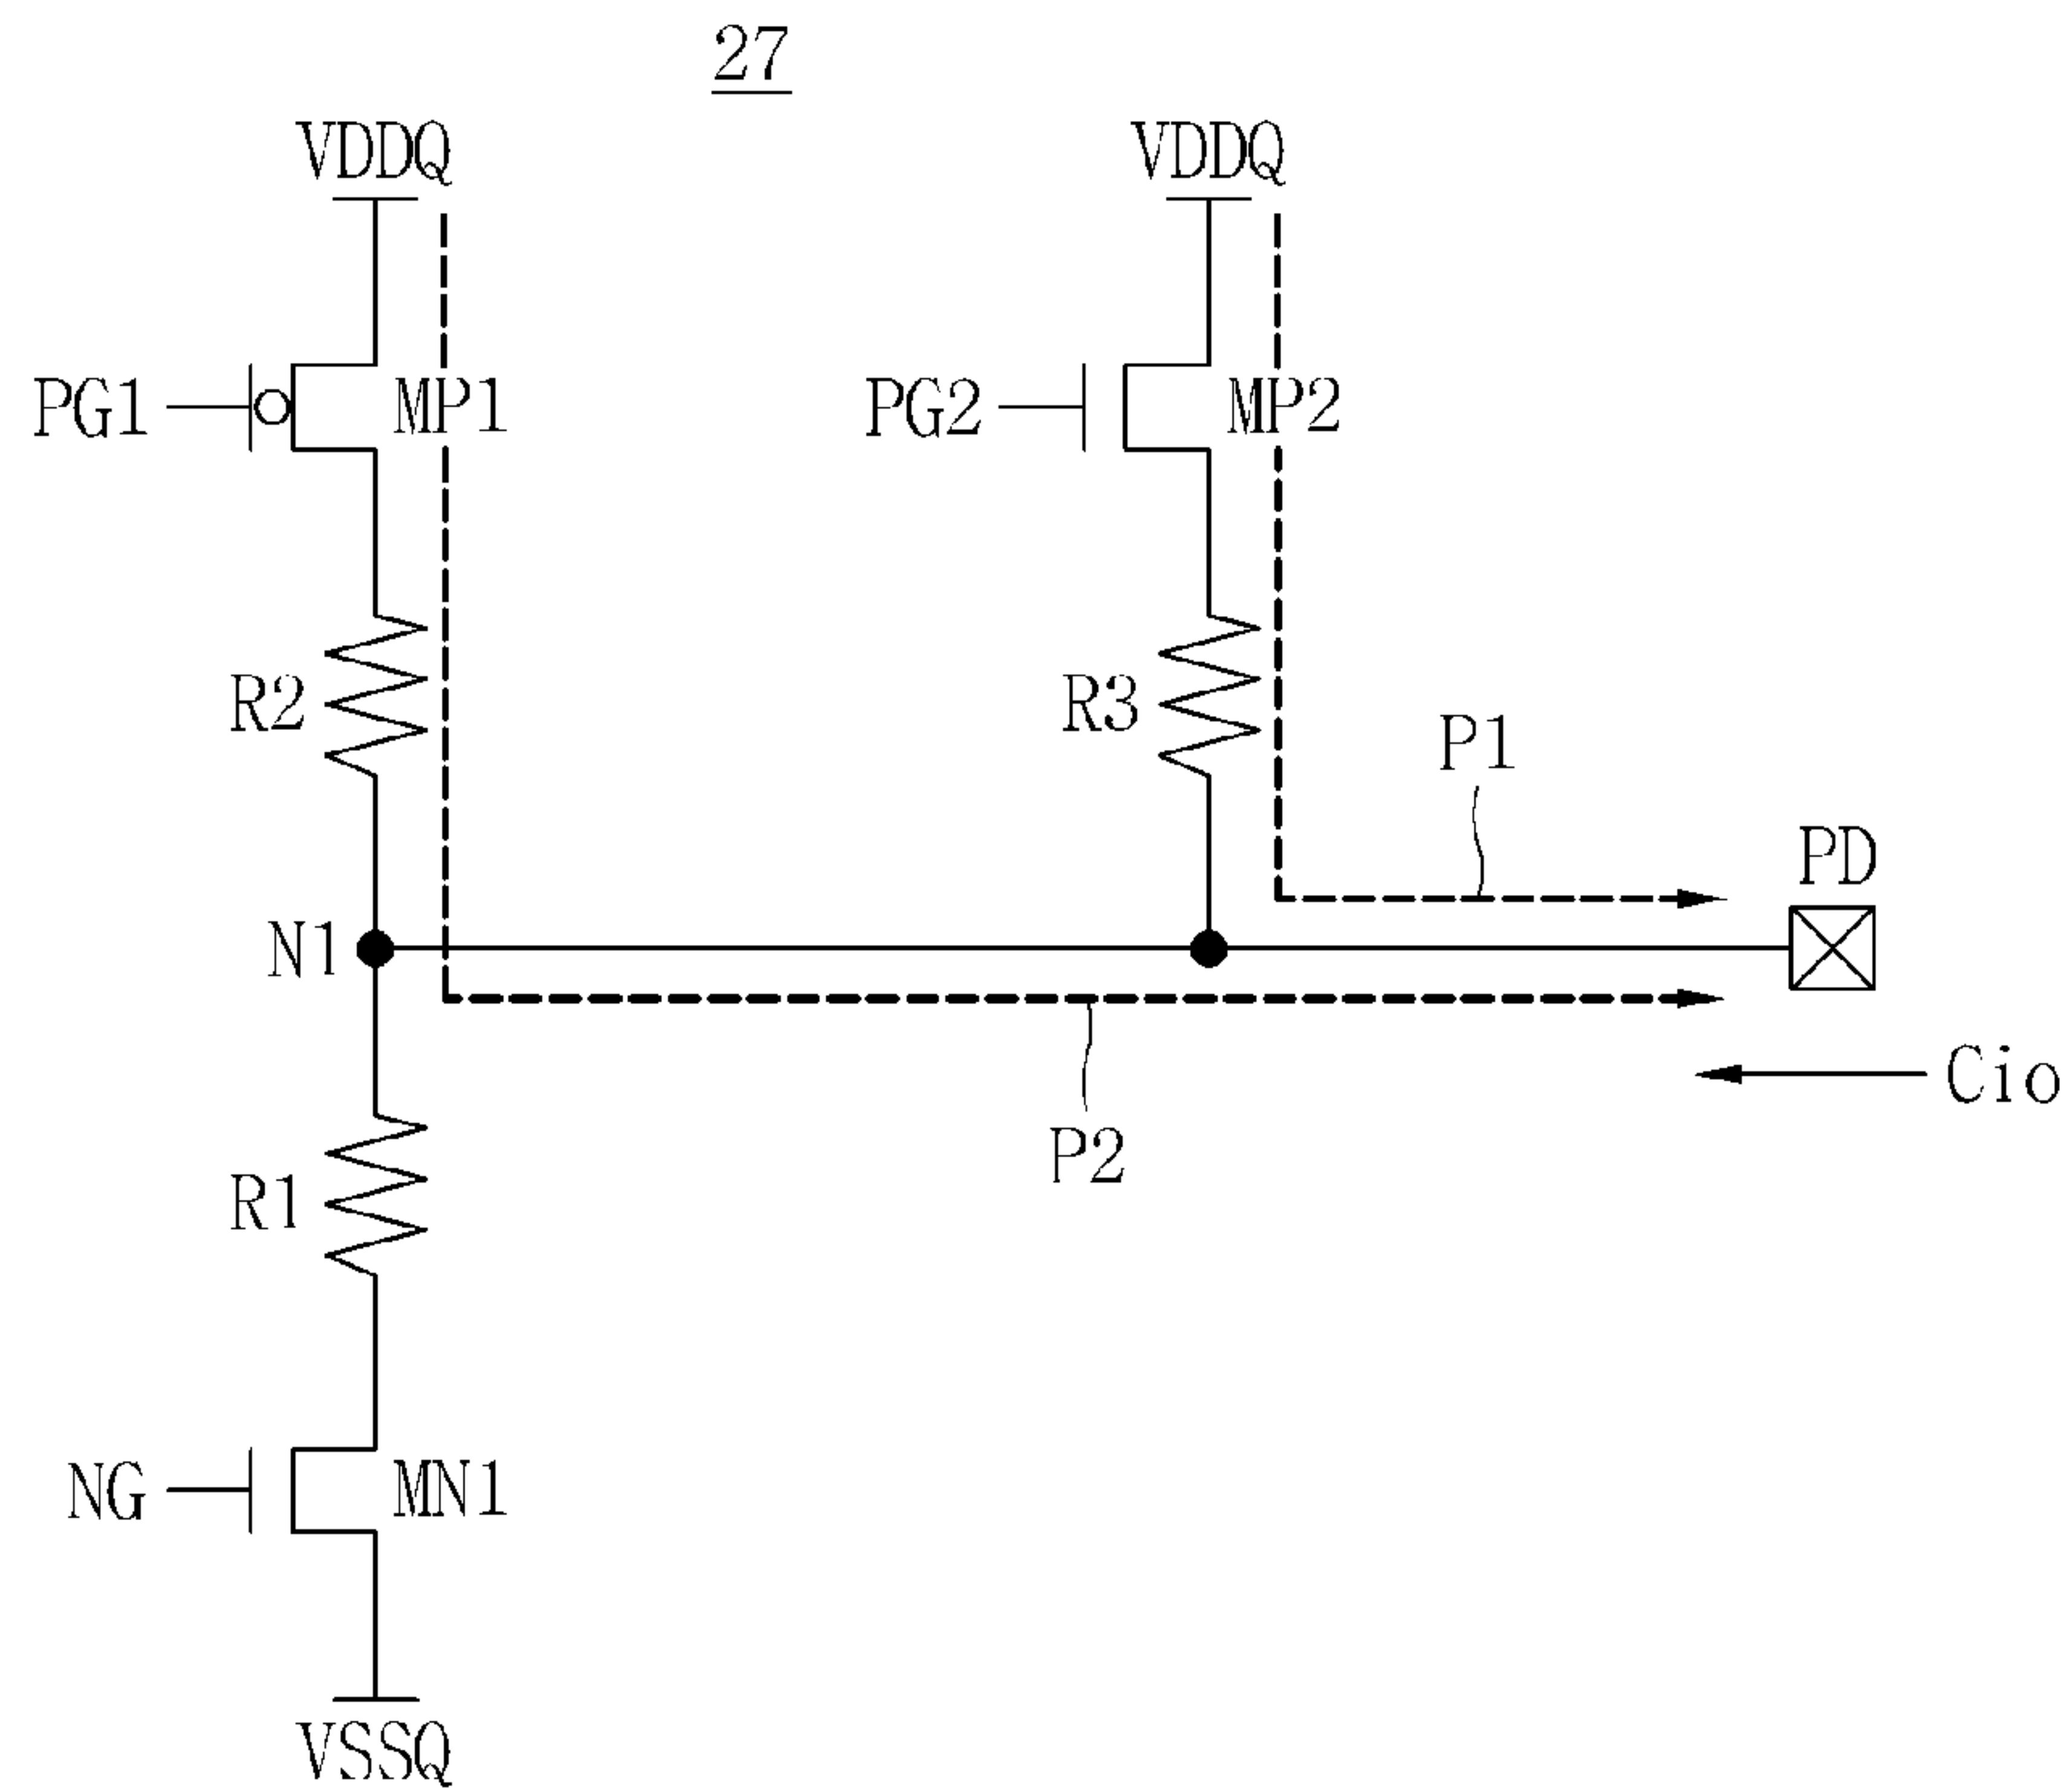 27
VDDQ
VDDQ
PG1
MP1
PG2
MP2
R2
R3
P1
PD
N1
Cio
P2
R1
NG
MN1
VSSQ